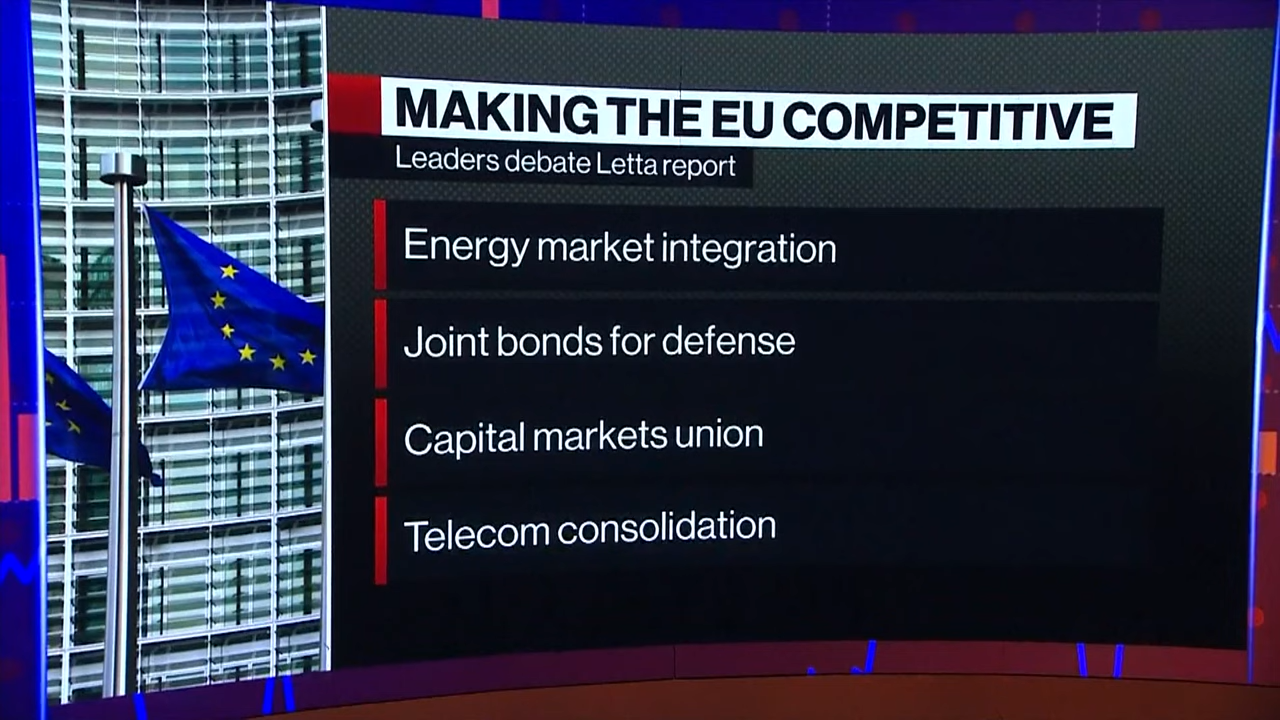 MAKING THE EU COMPETITIVE
Leaders debate Letta report
Energy market integration
Joint bonds for defense
Capital markets union
Telecom consolidation